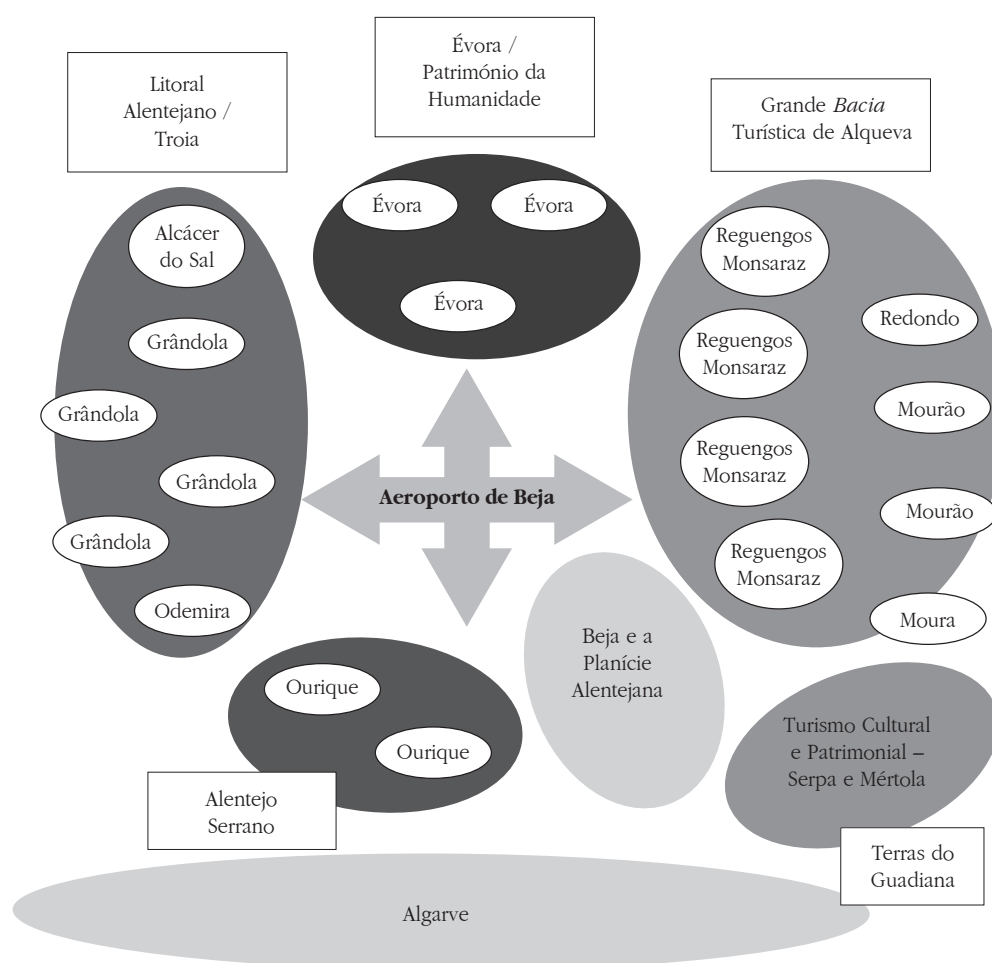 Litoral
Alentejano /
Troia
Évora /
Património da
Humanidade
Grande Bacia
Turística de Alqueva
Alcácer
do Sal
Grândola
Grândola
Grândola
Grândola
Odemira
Évora
Évora
Évora
Reguengos
Monsaraz
Redondo
Reguengos
Monsaraz
Mourão
Reguengos
Monsaraz
Mourão
Reguengos
Monsaraz
Moura
Aeroporto de Beja
Ourique
Ourique
Alentejo
Serrano
Beja e a
Planície
Alentejana
Turismo Cultural
e Patrimonial –
Serpa e Mértola
Terras do
Guadiana
Algarve